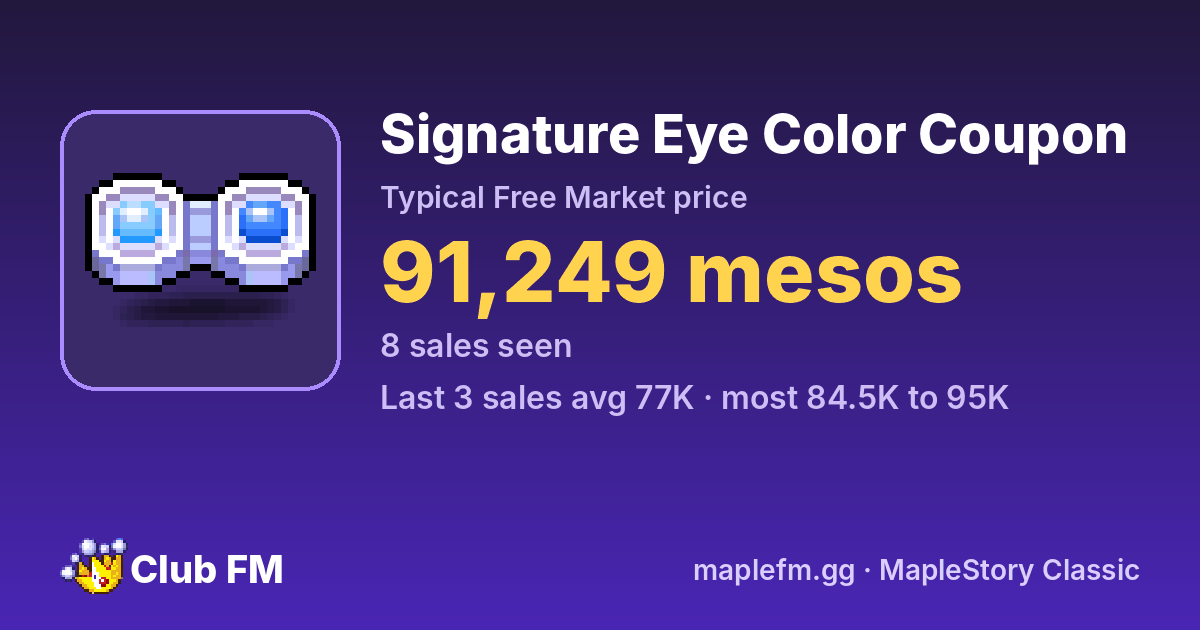 Signature Eye Color Coupon
Typical Free Market price
91,249 mesos
8 sales seen
Last 3 sales avg 77K · most 84.5K to 95K
Club FM
maplefm.gg · MapleStory Classic